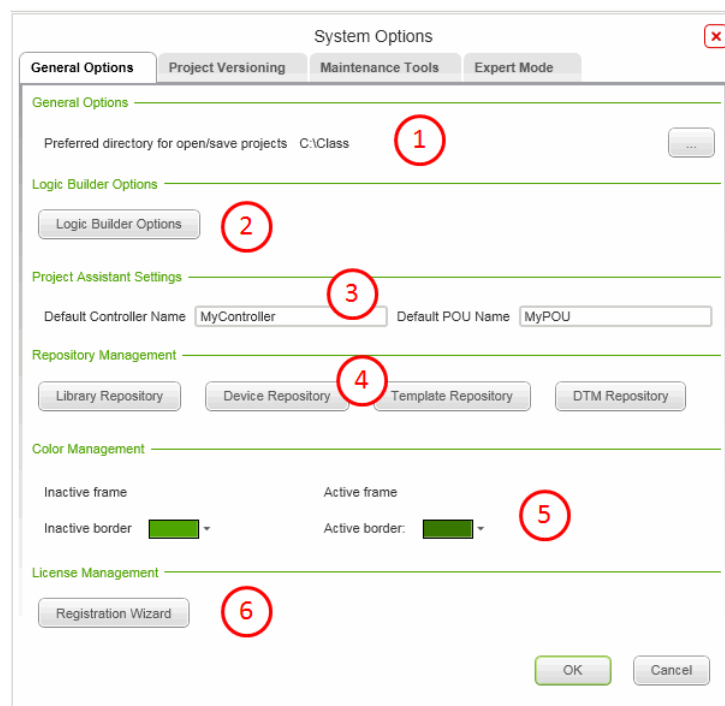 System Options
General Options Project Versioning Maintenance Tools Expert Mode
General Options
Preferred directory for open/save projects C:\Class 1 ...
Logic Builder Options
Logic Builder Options 2
Project Assistant Settings
3
Default Controller Name MyController Default POU Name MyPOU
Repository Management
4
Library Repository Device Repository Template Repository DTM Repository
Color Management
Inactive frame Active frame
5
Inactive border Active border:
License Management
Registration Wizard 6
OK Cancel